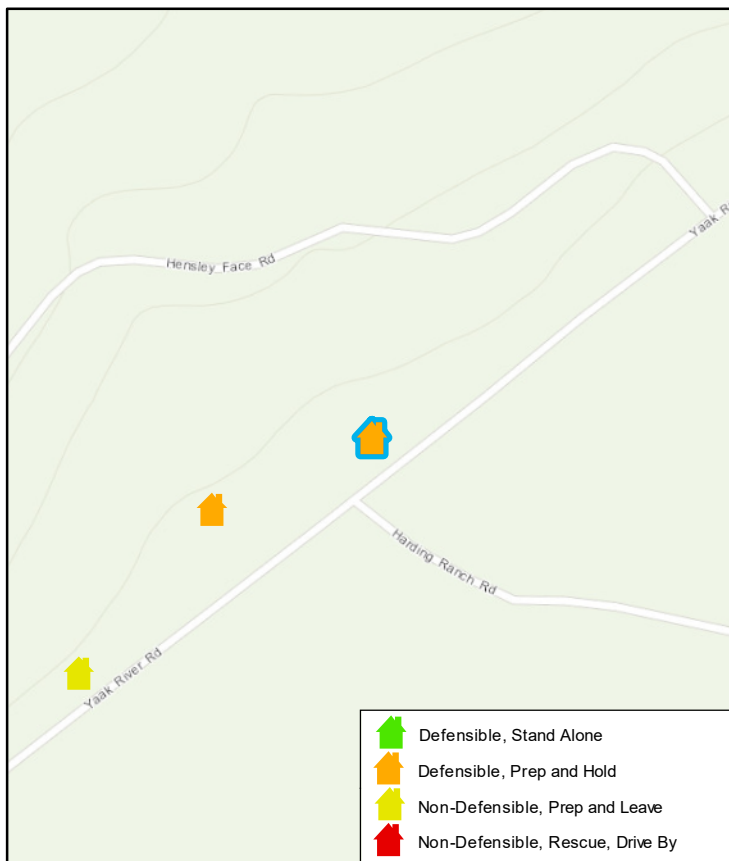 Yaak
Hensley Face Rd
Harding Ranch Rd
Yaak River Rd
Defensible, Stand Alone
Defensible, Prep and Hold
Non-Defensible, Prep and Leave
Non-Defensible, Rescue, Drive By